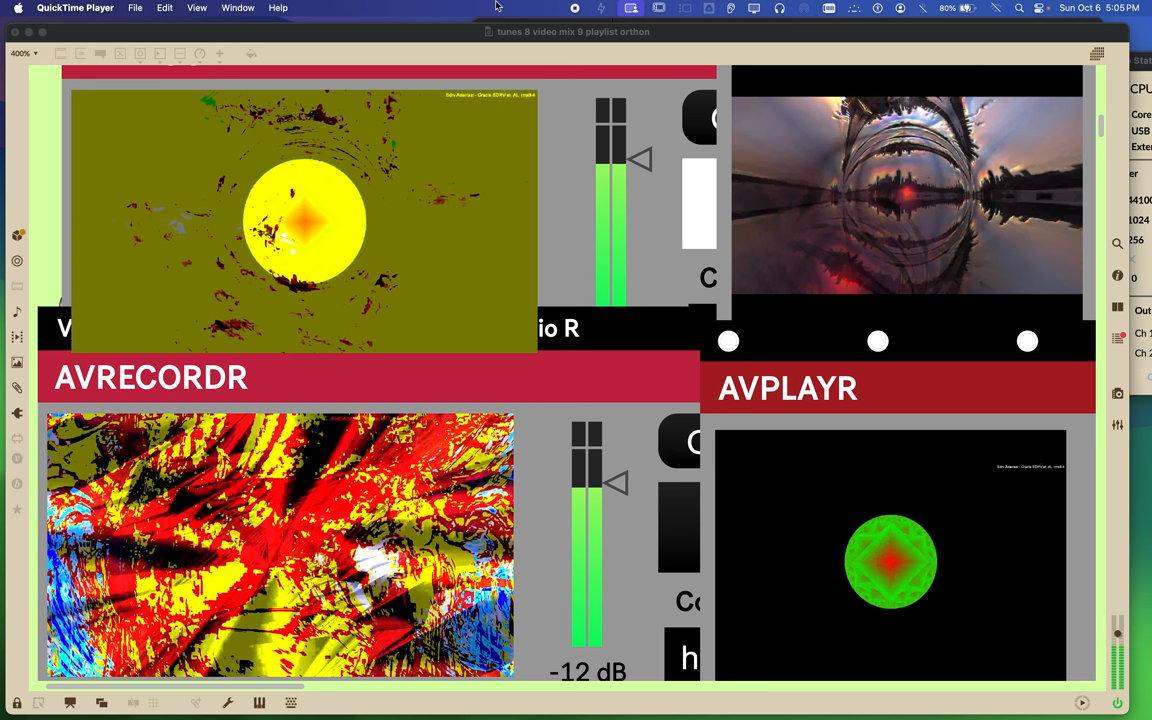 QuickTime Player File Edit View Window Help
80%
Sun Oct 6 5:05 PM
tunes 8 video mix 9 playlist orthon
400%
CPU
Core
USB
Exter
44100
1024
256
0
Out
Ch 1
Ch 2
C
V
io R
AVRECORDR
AVPLAYR
Co
h
-12 dB